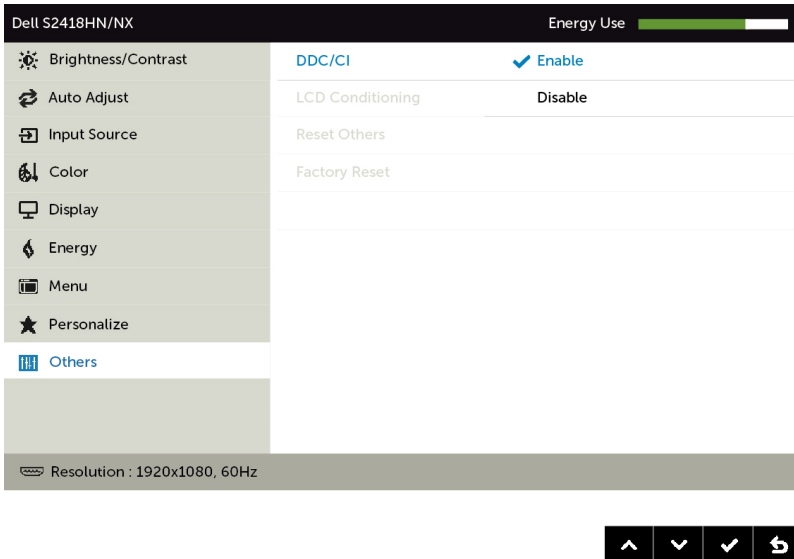 Dell S2418HN/NX Energy Use
Brightness/Contrast DDC/CI Enable
Auto Adjust LCD Conditioning Disable
Input Source Reset Others
Color Factory Reset
Display
Energy
Menu
Personalize
Others
Resolution : 1920x1080, 60Hz